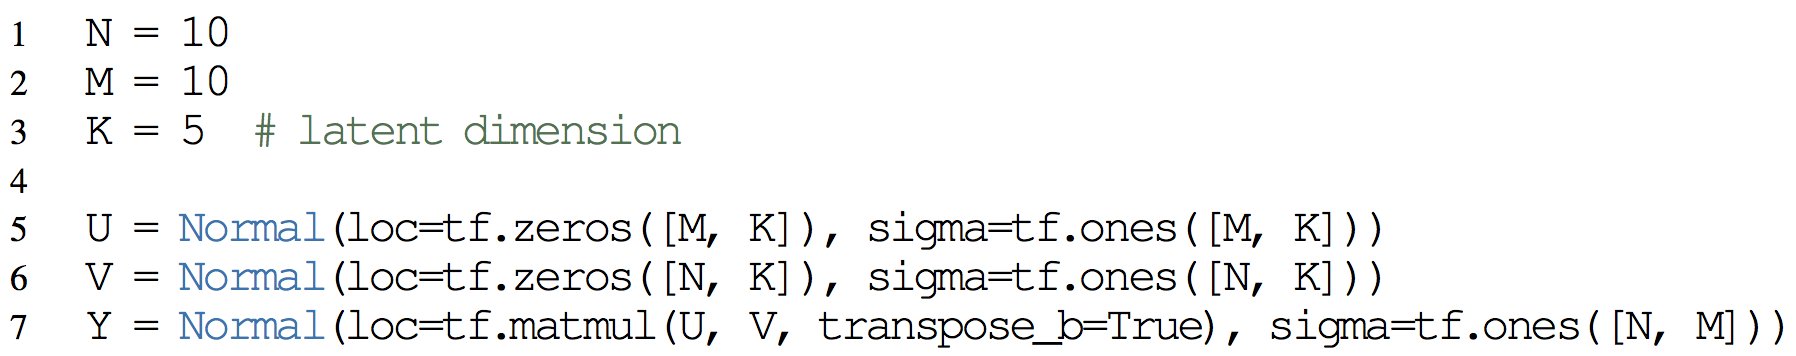 1 N = 10
2 M = 10
3 K = 5  # latent dimension
4
5 U = Normal(loc=tf.zeros([M, K]), sigma=tf.ones([M, K]))
6 V = Normal(loc=tf.zeros([N, K]), sigma=tf.ones([N, K]))
7 Y = Normal(loc=tf.matmul(U, V, transpose_b=True), sigma=tf.ones([N, M]))